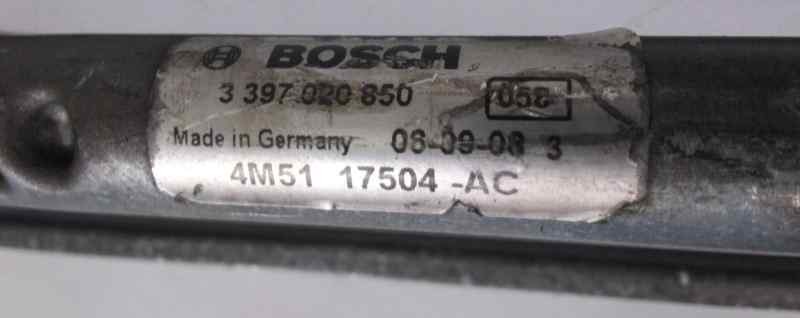 BOSCH
3 397 020 850 058
Made in Germany 06-09-08 3
4M51 17504 -AC